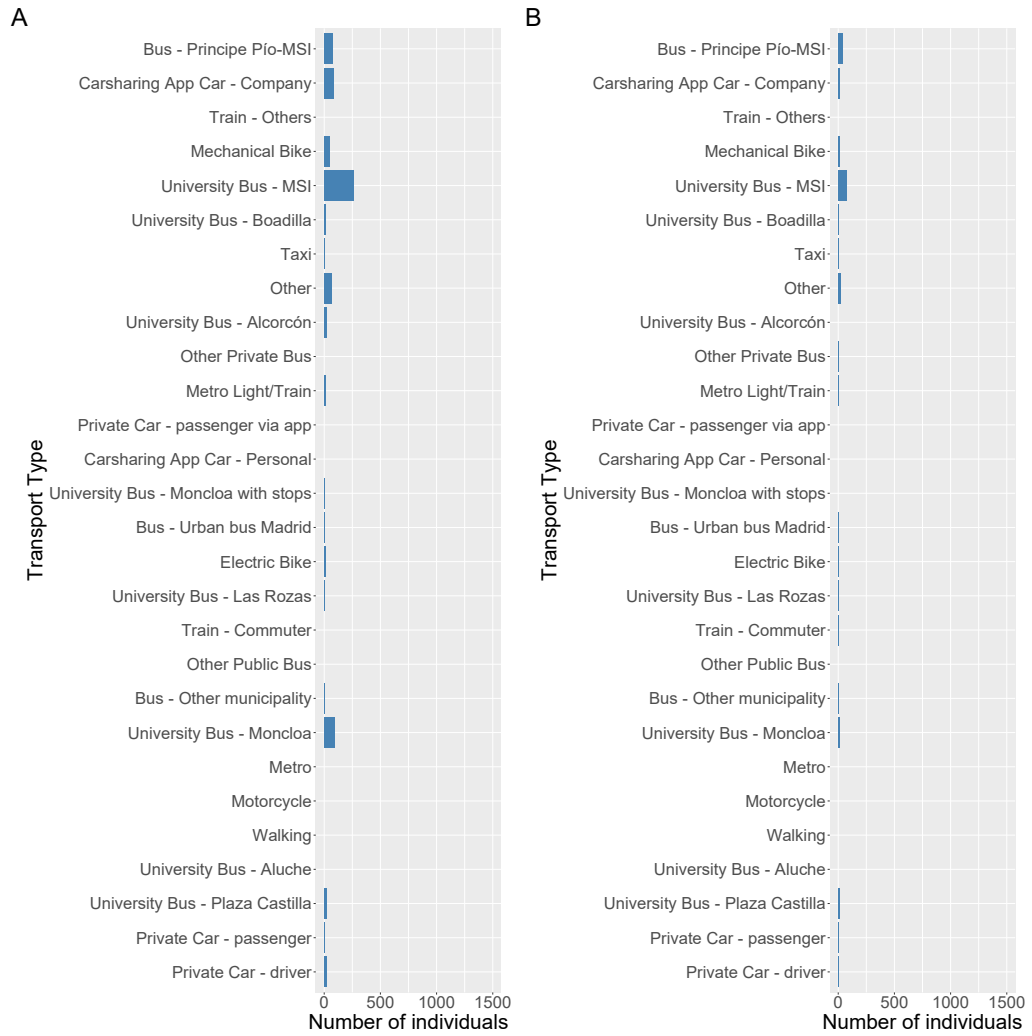 A
Transport Type
Bus - Principe Pío-MSI
Carsharing App Car - Company
Train - Others
Mechanical Bike
University Bus - MSI
University Bus - Boadilla
Taxi
Other
University Bus - Alcorcón
Other Private Bus
Metro Light/Train
Private Car - passenger via app
Carsharing App Car - Personal
University Bus - Moncloa with stops
Bus - Urban bus Madrid
Electric Bike
University Bus - Las Rozas
Train - Commuter
Other Public Bus
Bus - Other municipality
University Bus - Moncloa
Metro
Motorcycle
Walking
University Bus - Aluche
University Bus - Plaza Castilla
Private Car - passenger
Private Car - driver
0 500 1000 1500
Number of individuals
B
Transport Type
Bus - Principe Pío-MSI
Carsharing App Car - Company
Train - Others
Mechanical Bike
University Bus - MSI
University Bus - Boadilla
Taxi
Other
University Bus - Alcorcón
Other Private Bus
Metro Light/Train
Private Car - passenger via app
Carsharing App Car - Personal
University Bus - Moncloa with stops
Bus - Urban bus Madrid
Electric Bike
University Bus - Las Rozas
Train - Commuter
Other Public Bus
Bus - Other municipality
University Bus - Moncloa
Metro
Motorcycle
Walking
University Bus - Aluche
University Bus - Plaza Castilla
Private Car - passenger
Private Car - driver
0 500 1000 1500
Number of individuals